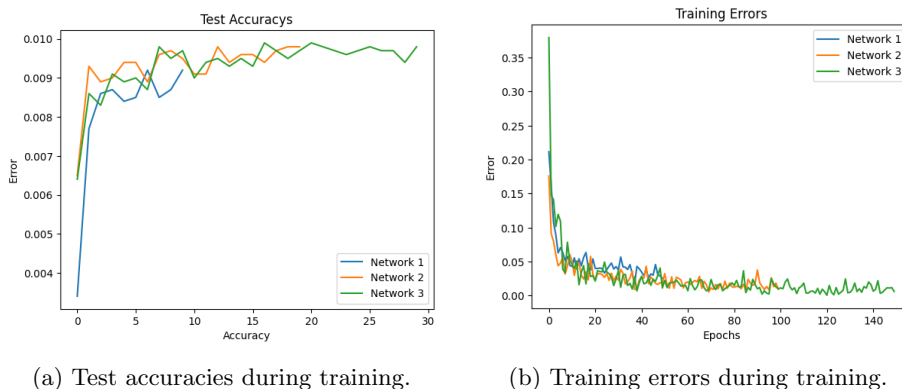 Test Accuracys
0.010
0.009
0.008
0.007
0.006
0.005
0.004
Error
0 5 10 15 20 25 30
Accuracy
Network 1
Network 2
Network 3
Training Errors
0.35
0.30
0.25
0.20
0.15
0.10
0.05
0.00
Error
0 20 40 60 80 100 120 140
Epochs
Network 1
Network 2
Network 3
(a) Test accuracies during training.
(b) Training errors during training.